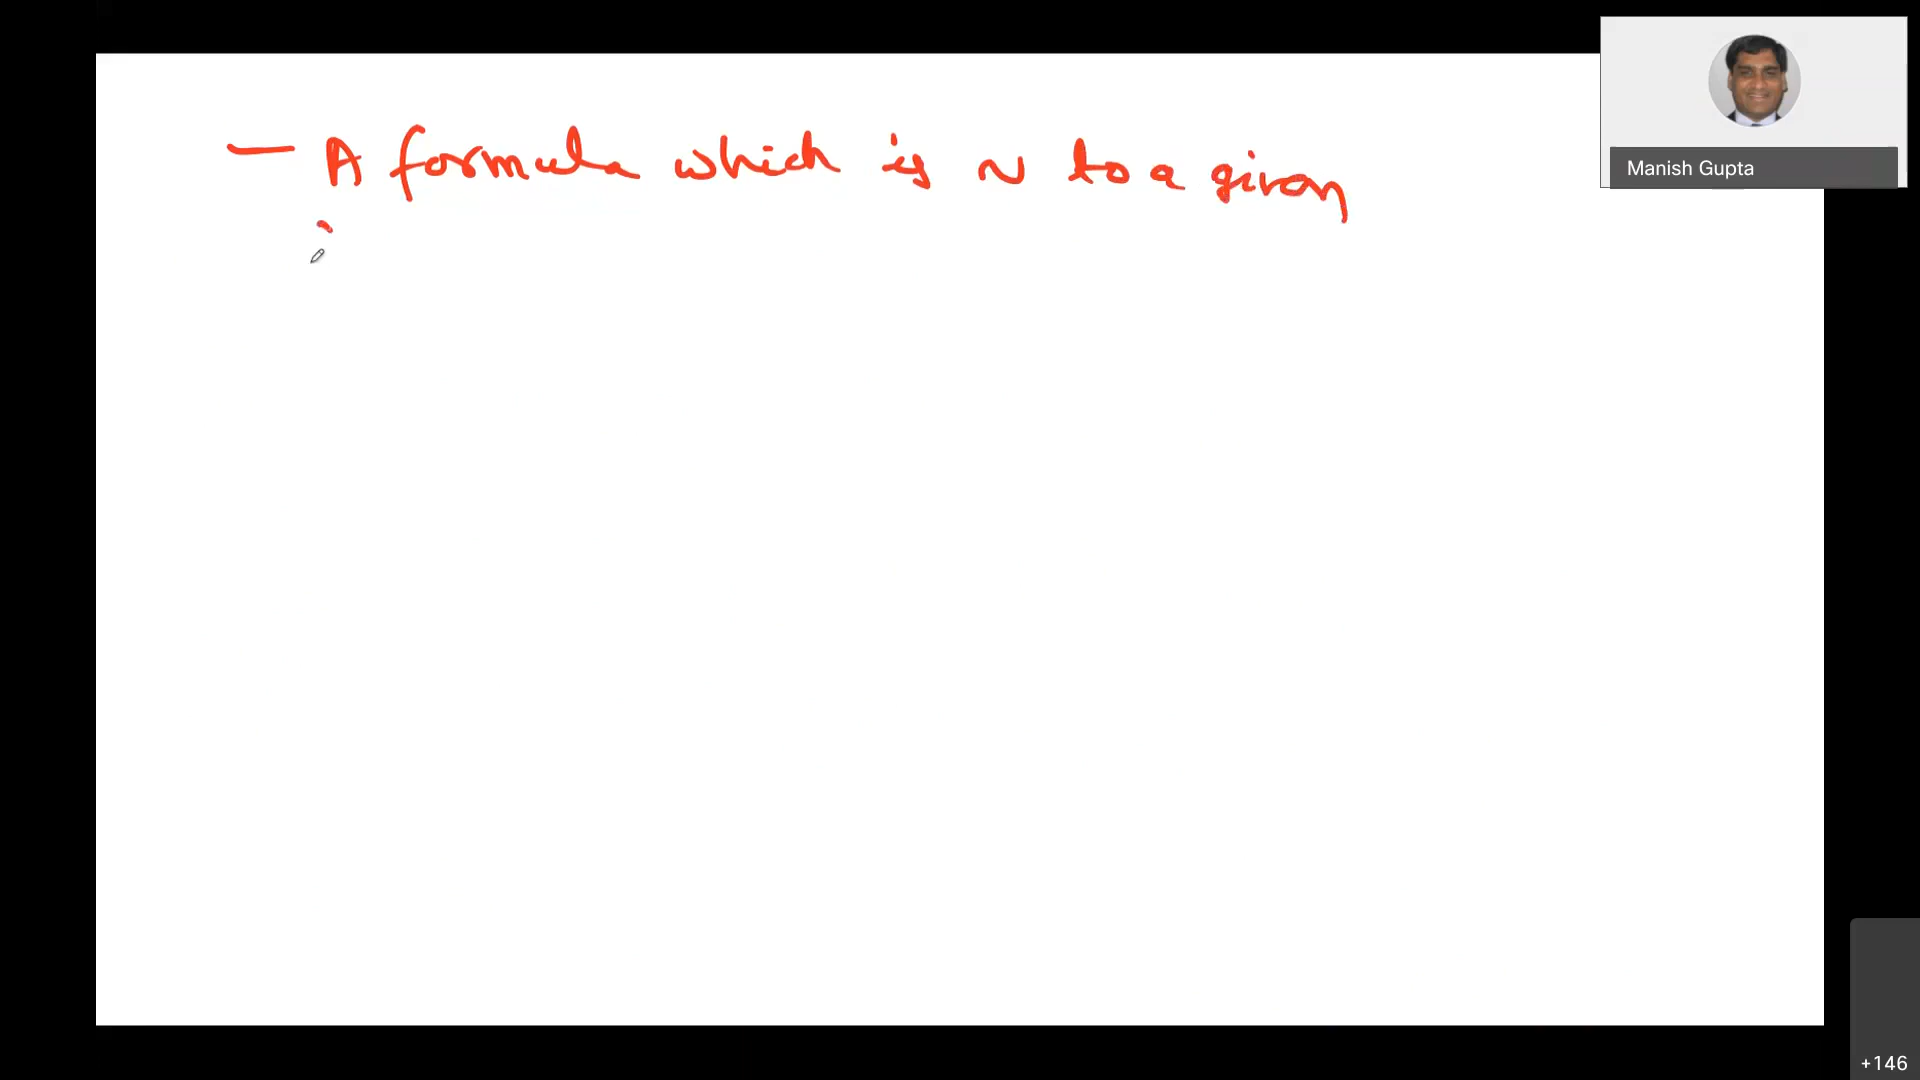 — A formula which is ~ to a given
Manish Gupta
+146